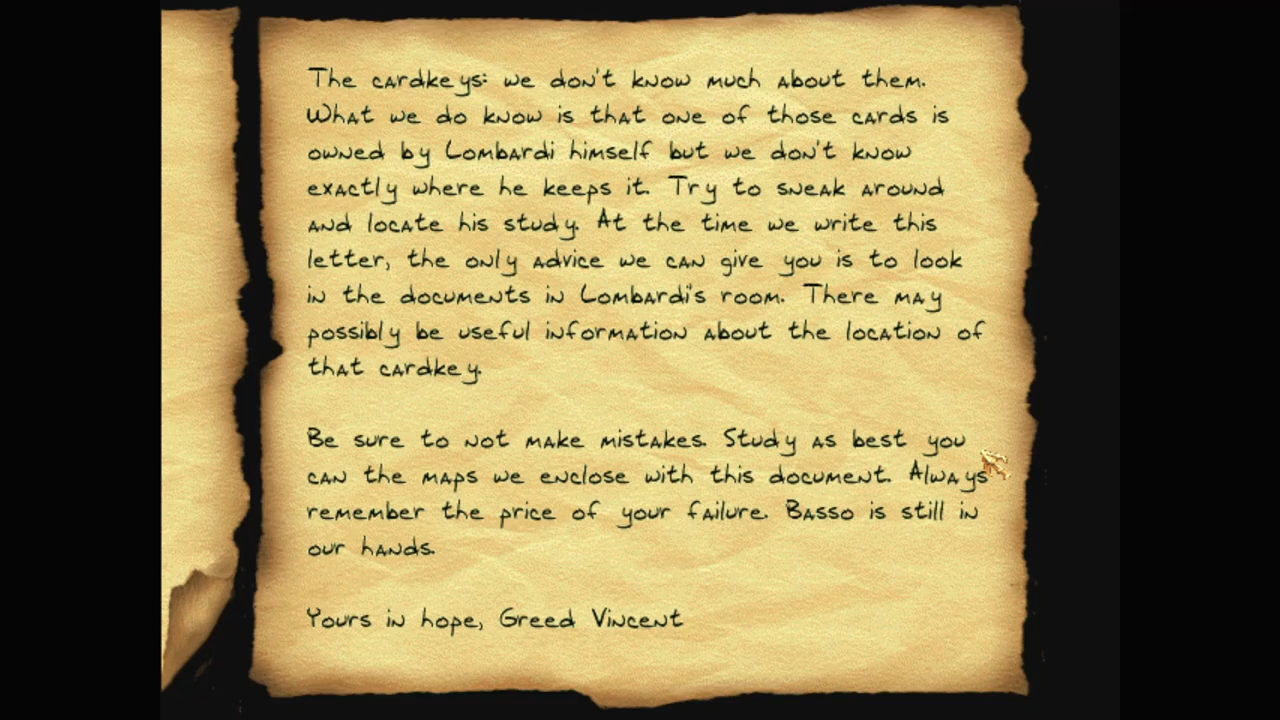 The cardkeys: we don't know much about them.
What we do know is that one of those cards is
owned by Lombardi himself but we don't know
exactly where he keeps it. Try to sneak around
and locate his study. At the time we write this
letter, the only advice we can give you is to look
in the documents in Lombardi's room. There may
possibly be useful information about the location of
that cardkey.
Be sure to not make mistakes. Study as best you
can the maps we enclose with this document. Always
remember the price of your failure. Basso is still in
our hands.
Yours in hope, Greed Vincent